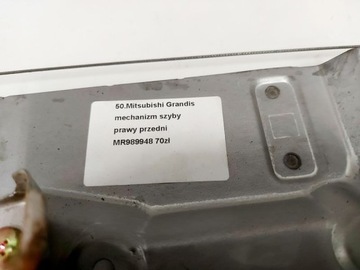 50.Mitsubishi Grandis
mechanizm szyby
prawy przedni
MR989948 70zł